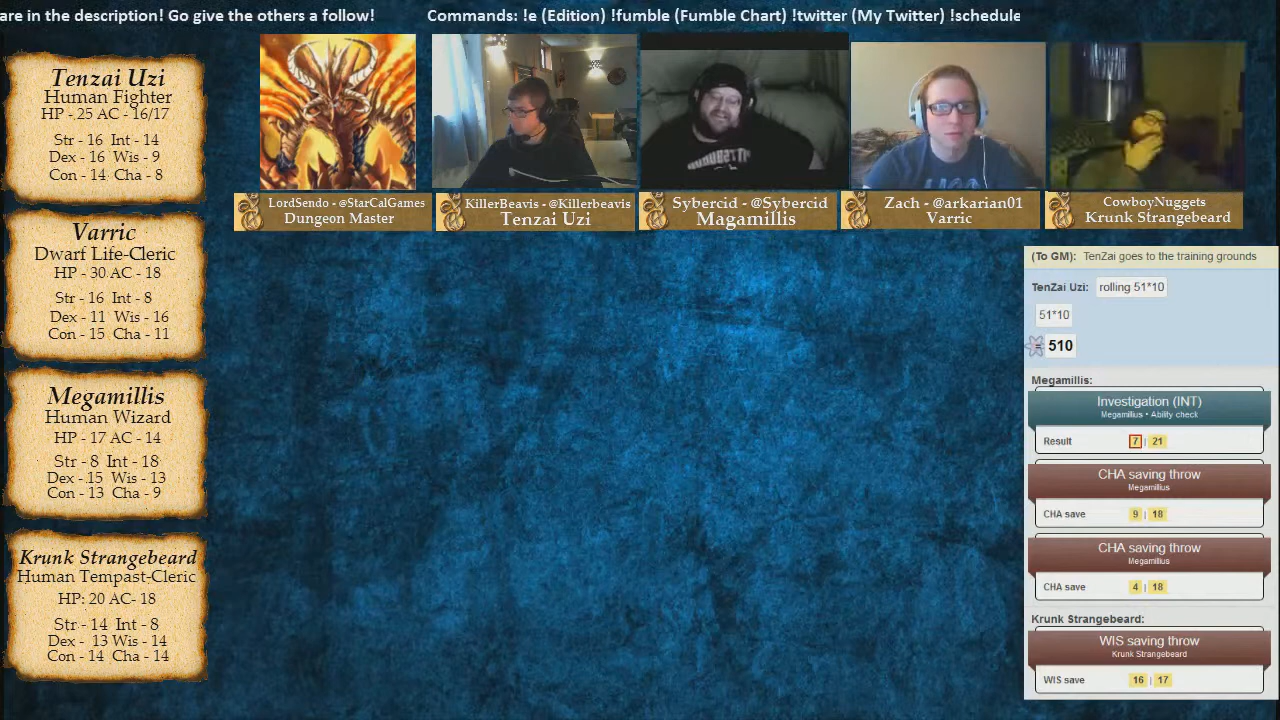 are in the description! Go give the others a follow!
Commands: !e (Edition) !fumble (Fumble Chart) !twitter (My Twitter) !schedule
Tenzai Uzi
Human Fighter
HP - 25 AC - 16/17
Str - 16 Int - 14
Dex - 16 Wis - 9
Con - 14 Cha - 8
Varric
Dwarf Life-Cleric
HP - 30 AC - 18
Str - 16 Int - 8
Dex - 11 Wis - 16
Con - 15 Cha - 11
Megamillis
Human Wizard
HP - 17 AC - 14
Str - 8 Int - 18
Dex - 15 Wis - 13
Con - 13 Cha - 9
Krunk Strangebeard
Human Tempast-Cleric
HP: 20 AC- 18
Str - 14 Int - 8
Dex - 13 Wis - 14
Con - 14 Cha - 14
LordSendo - @StarCalGames
Dungeon Master
KillerBeavis - @Killerbeavis
Tenzai Uzi
Sybercid - @Sybercid
Magamillis
Zach - @arkarian01
Varric
CowboyNuggets
Krunk Strangebeard
(To GM): TenZai goes to the training grounds
TenZai Uzi: rolling 51*10
51*10
= 510
Megamillis:
Investigation (INT)
Megamillius • Ability check
Result 7 | 21
CHA saving throw
Megamillius
CHA save 9 | 18
CHA saving throw
Megamillius
CHA save 4 | 18
Krunk Strangebeard:
WIS saving throw
Krunk Strangebeard
WIS save 16 | 17